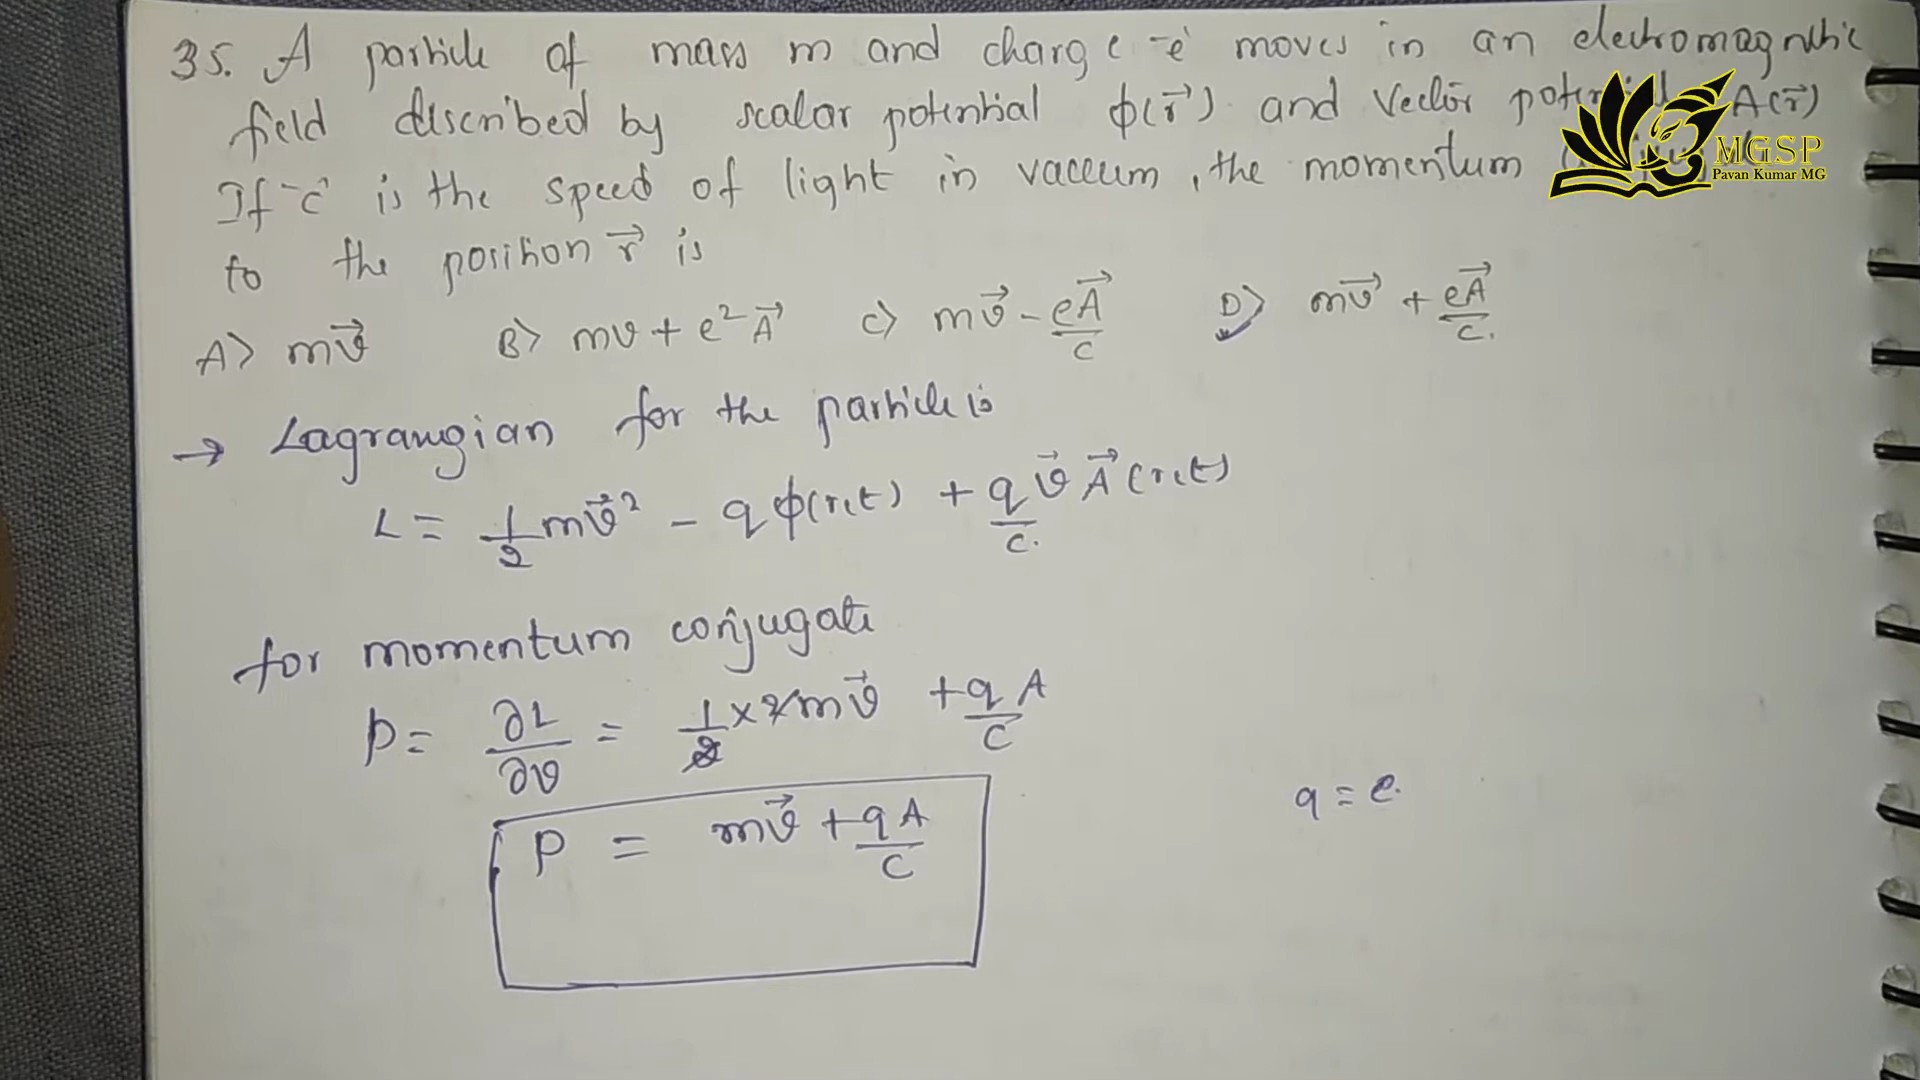 35. A particle of mass m and charge -e' moves in an electromagnetic
field discribed by scalar potential ϕ(r⃗) and vector A(r⃗)
If -c' is the speed of light in vaccum, the momentum
to the position r⃗ is
A> mv⃗ B> mv + e²A⃗ C> mv⃗ - eA⃗/c D> mv⃗ + eA⃗/c.
→ Lagrangian for the particle is
L = 1/2 mv⃗² - qϕ(r,t) + q/c. v⃗ A⃗(r,t)
for momentum conjugate
p = ∂L/∂v = 1/2 × 2mv⃗ + qA/c
P = mv⃗ + qA/c
q = e.
MGSP
Pavan Kumar MG